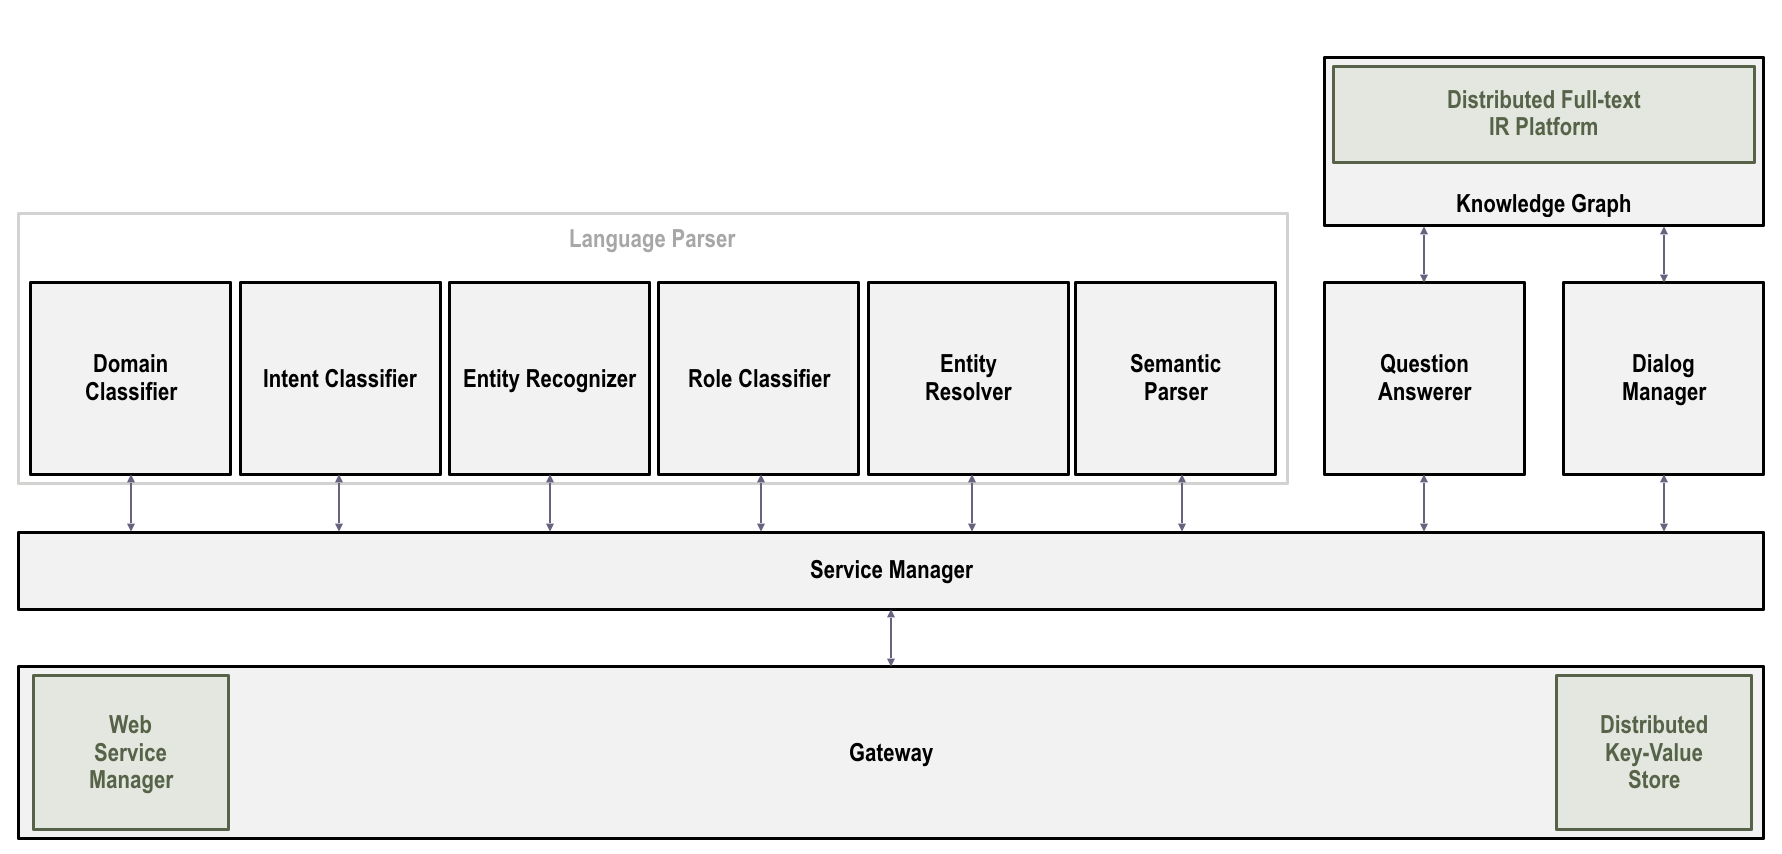 Distributed Full-text
IR Platform
Knowledge Graph
Language Parser
Domain
Classifier
Intent Classifier
Entity Recognizer
Role Classifier
Entity
Resolver
Semantic
Parser
Question
Answerer
Dialog
Manager
Service Manager
Web
Service
Manager
Gateway
Distributed
Key-Value
Store